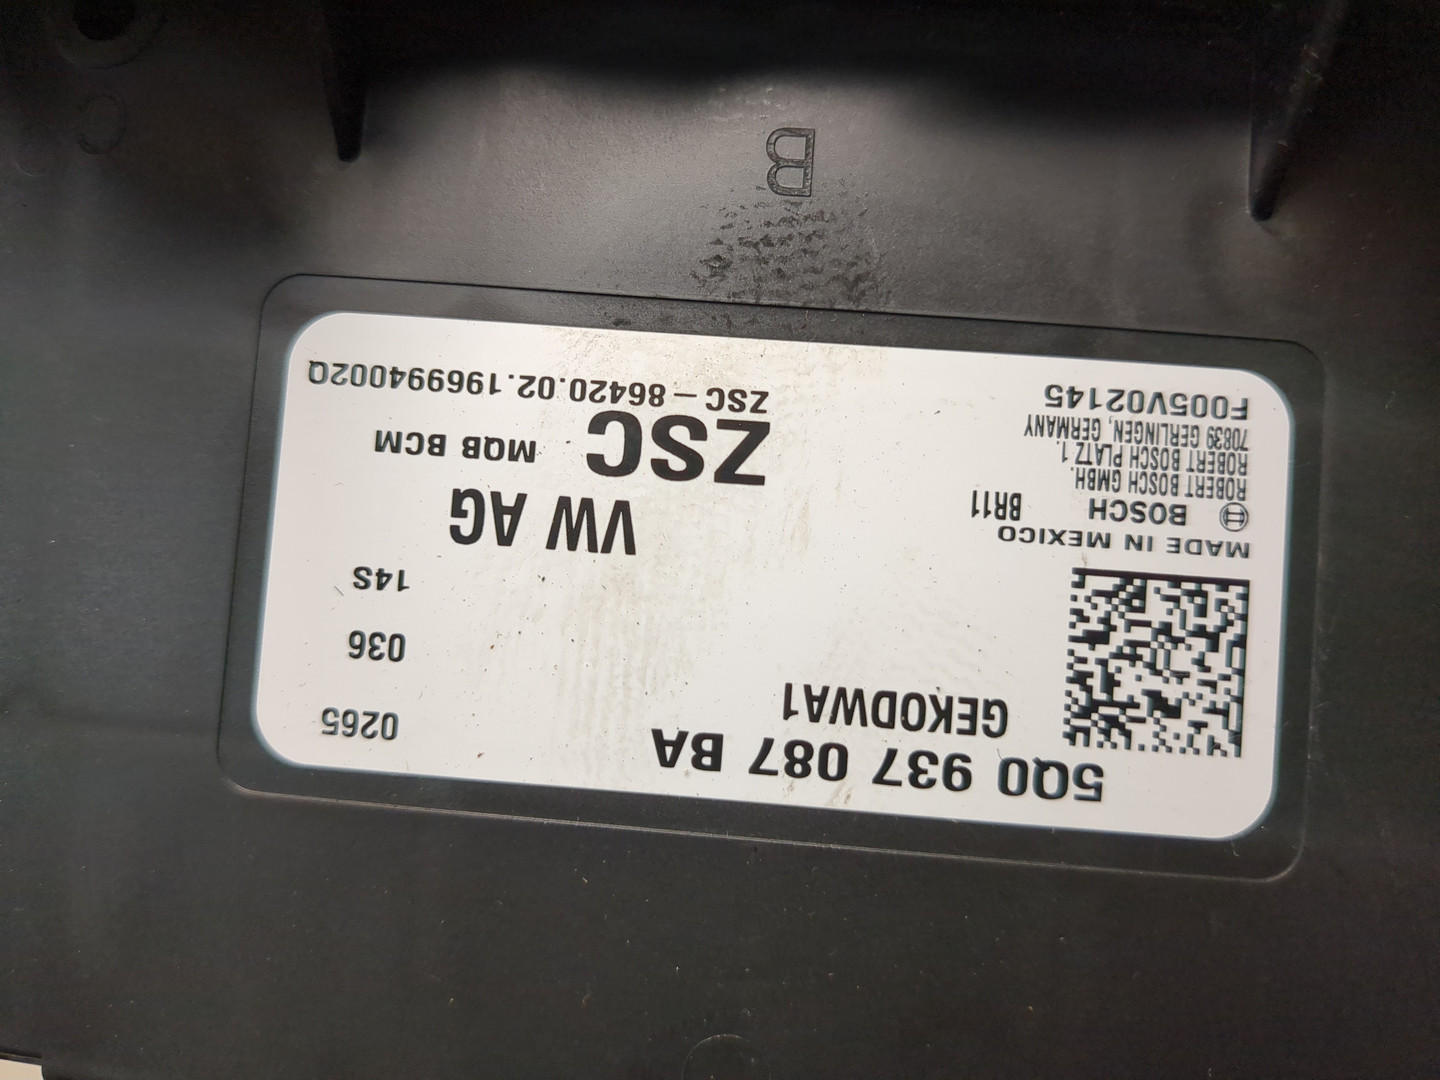 5Q0 937 087 BA
GEK0DWA1
0265
036
14S
MADE IN MEXICO
BOSCH BR11
ROBERT BOSCH GMBH.
ROBERT BOSCH PLATZ 1.
70839 GERLINGEN, GERMANY
F005V02145
VW AG
ZSC MQB BCM
ZSC - 86420.02.1969940020
B